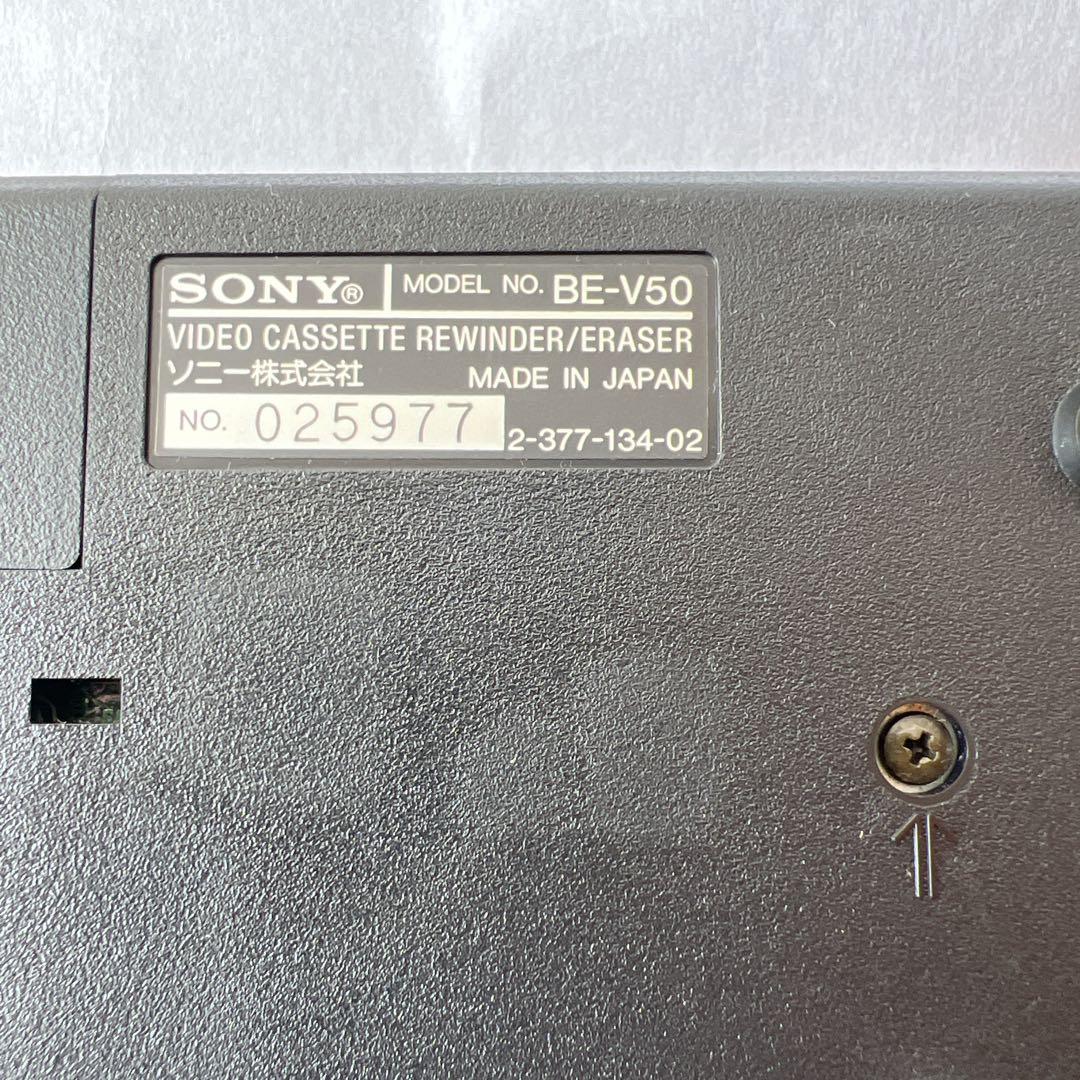 SONY® MODEL NO. BE-V50
VIDEO CASSETTE REWINDER/ERASER
ソニー株式会社 MADE IN JAPAN
NO. 025977 2-377-134-02